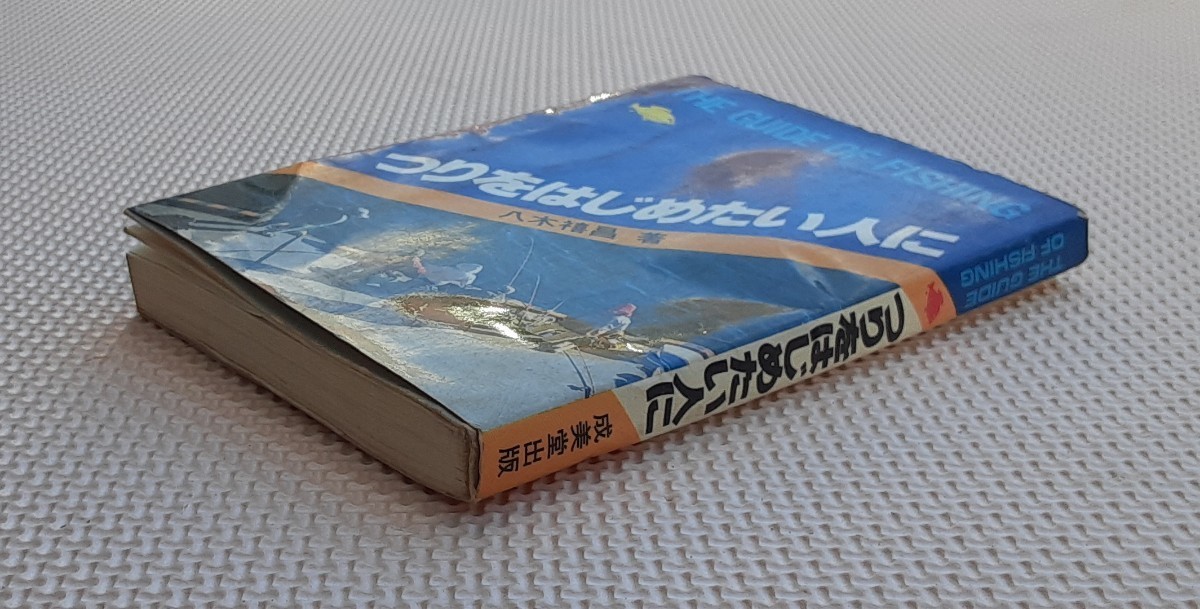 THE GUIDE OF FISHING
つりをはじめたい人に
八木禧昌 著
THE GUIDE
OF FISHING
つりをはじめたい人に
成美堂出版